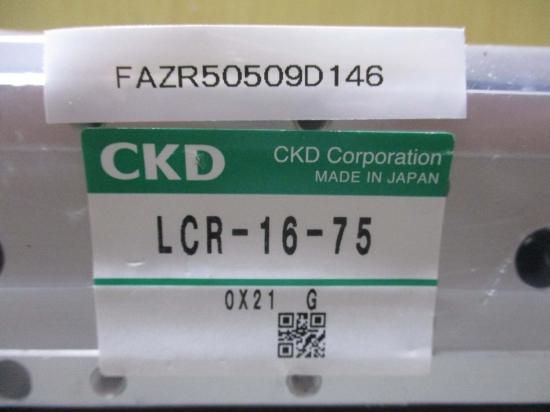 FAZR50509D146
CKD
CKD Corporation
MADE IN JAPAN
LCR-16-75
0X21 G